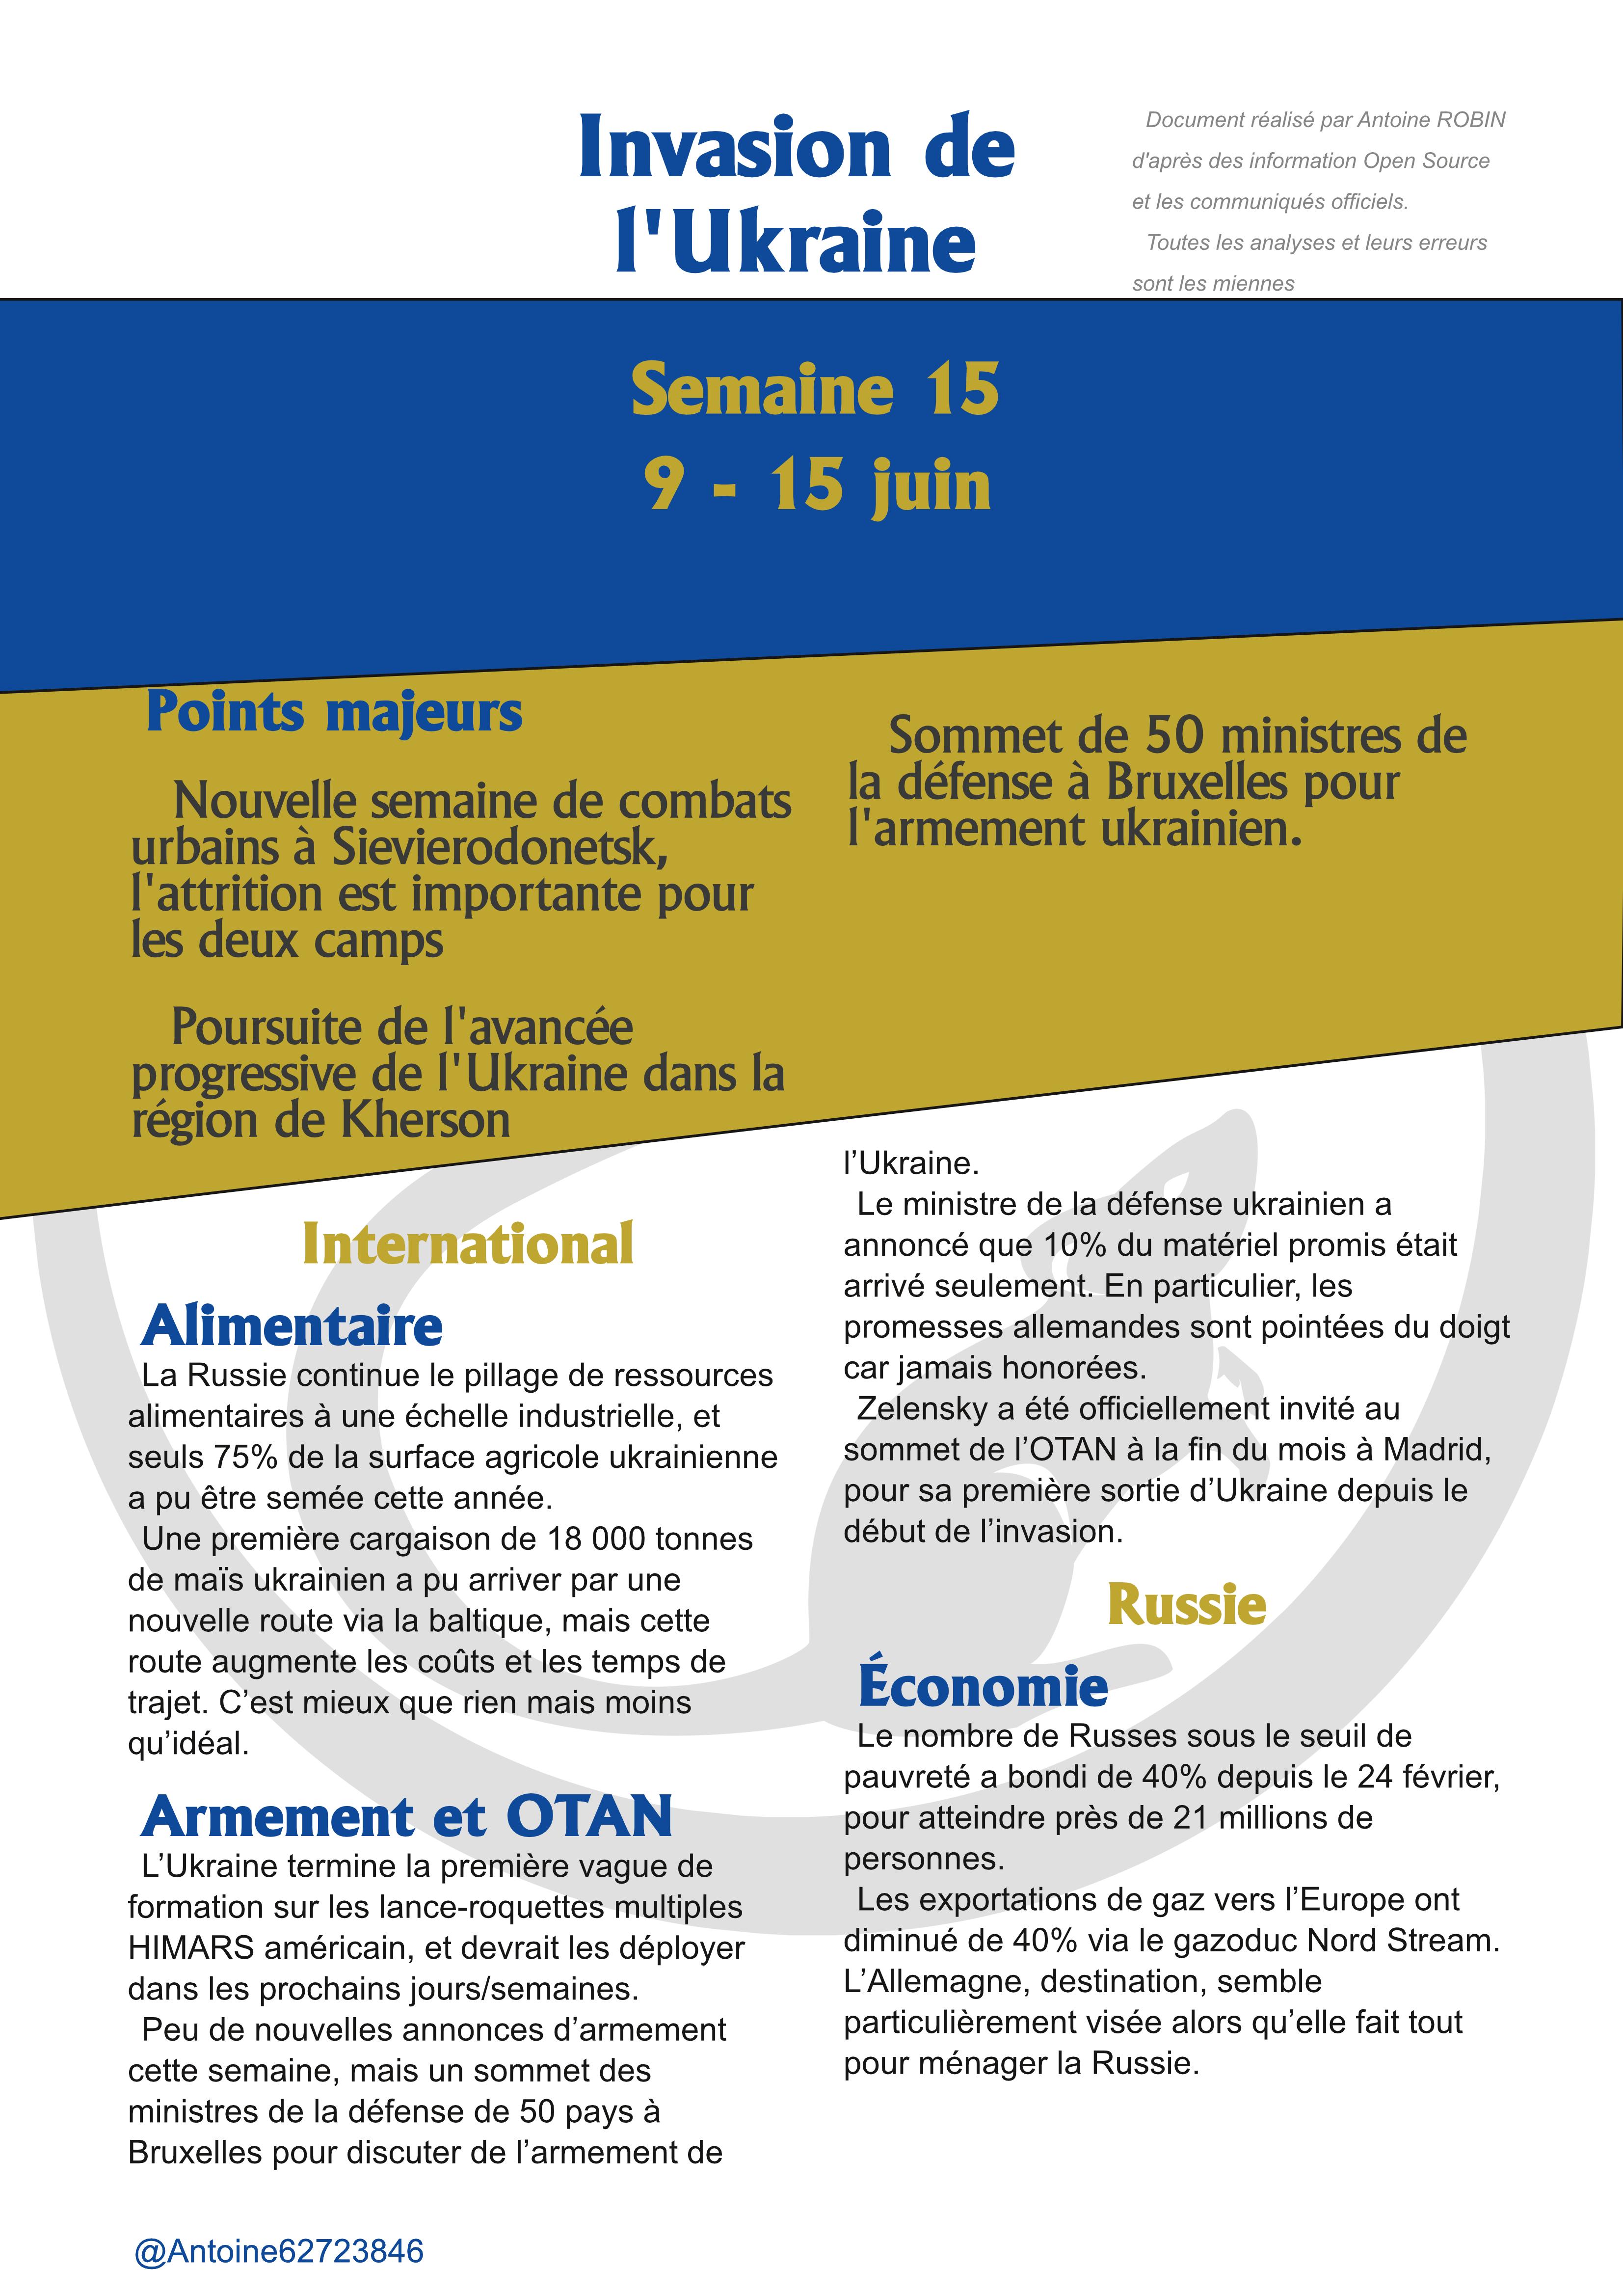 Invasion de
l'Ukraine
Document réalisé par Antoine ROBIN
d'après des information Open Source
et les communiqués officiels.
Toutes les analyses et leurs erreurs
sont les miennes
Semaine 15
9 - 15 juin
Points majeurs
Nouvelle semaine de combats
urbains à Sievierodonetsk,
l'attrition est importante pour
les deux camps
Poursuite de l'avancée
progressive de l'Ukraine dans la
région de Kherson
Sommet de 50 ministres de
la défense à Bruxelles pour
l'armement ukrainien.
International
Alimentaire
La Russie continue le pillage de ressources
alimentaires à une échelle industrielle, et
seuls 75% de la surface agricole ukrainienne
a pu être semée cette année.
Une première cargaison de 18 000 tonnes
de maïs ukrainien a pu arriver par une
nouvelle route via la baltique, mais cette
route augmente les coûts et les temps de
trajet. C’est mieux que rien mais moins
qu’idéal.
Armement et OTAN
L’Ukraine termine la première vague de
formation sur les lance-roquettes multiples
HIMARS américain, et devrait les déployer
dans les prochains jours/semaines.
Peu de nouvelles annonces d’armement
cette semaine, mais un sommet des
ministres de la défense de 50 pays à
Bruxelles pour discuter de l’armement de
l’Ukraine.
Le ministre de la défense ukrainien a
annoncé que 10% du matériel promis était
arrivé seulement. En particulier, les
promesses allemandes sont pointées du doigt
car jamais honorées.
Zelensky a été officiellement invité au
sommet de l’OTAN à la fin du mois à Madrid,
pour sa première sortie d’Ukraine depuis le
début de l’invasion.
Russie
Économie
Le nombre de Russes sous le seuil de
pauvreté a bondi de 40% depuis le 24 février,
pour atteindre près de 21 millions de
personnes.
Les exportations de gaz vers l’Europe ont
diminué de 40% via le gazoduc Nord Stream.
L’Allemagne, destination, semble
particulièrement visée alors qu’elle fait tout
pour ménager la Russie.
@Antoine62723846